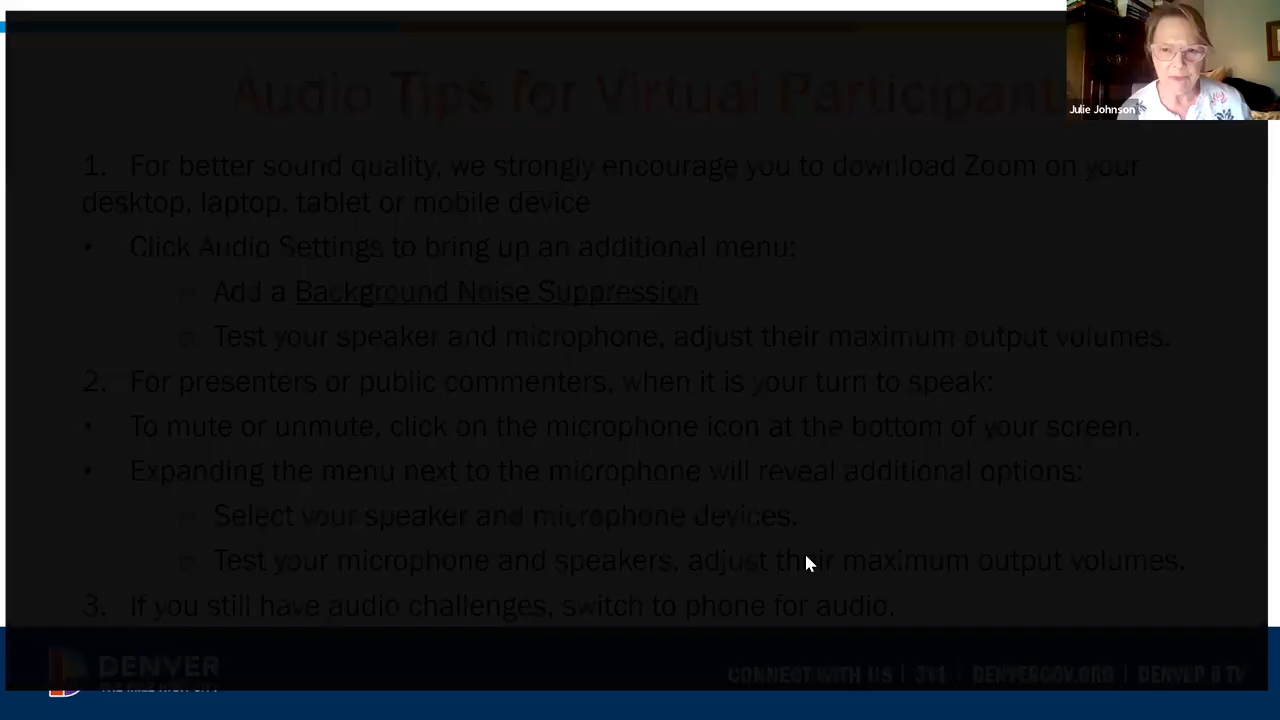 Audio Tips for Virtual Participants
Julie Johnson
1. For better sound quality, we strongly encourage you to download Zoom on your
desktop, laptop, tablet or mobile device
• Click Audio Settings to bring up an additional menu:
o Add a Background Noise Suppression
o Test your speaker and microphone, adjust their maximum output volumes.
2. For presenters or public commenters, when it is your turn to speak:
• To mute or unmute, click on the microphone icon at the bottom of your screen.
• Expanding the menu next to the microphone will reveal additional options:
o Select your speaker and microphone devices.
o Test your microphone and speakers, adjust their maximum output volumes.
3. If you still have audio challenges, switch to phone for audio.
DENVER
THE MILE HIGH CITY
CONNECT WITH US | 311 | DENVERGOV.ORG | DENVER 8 TV